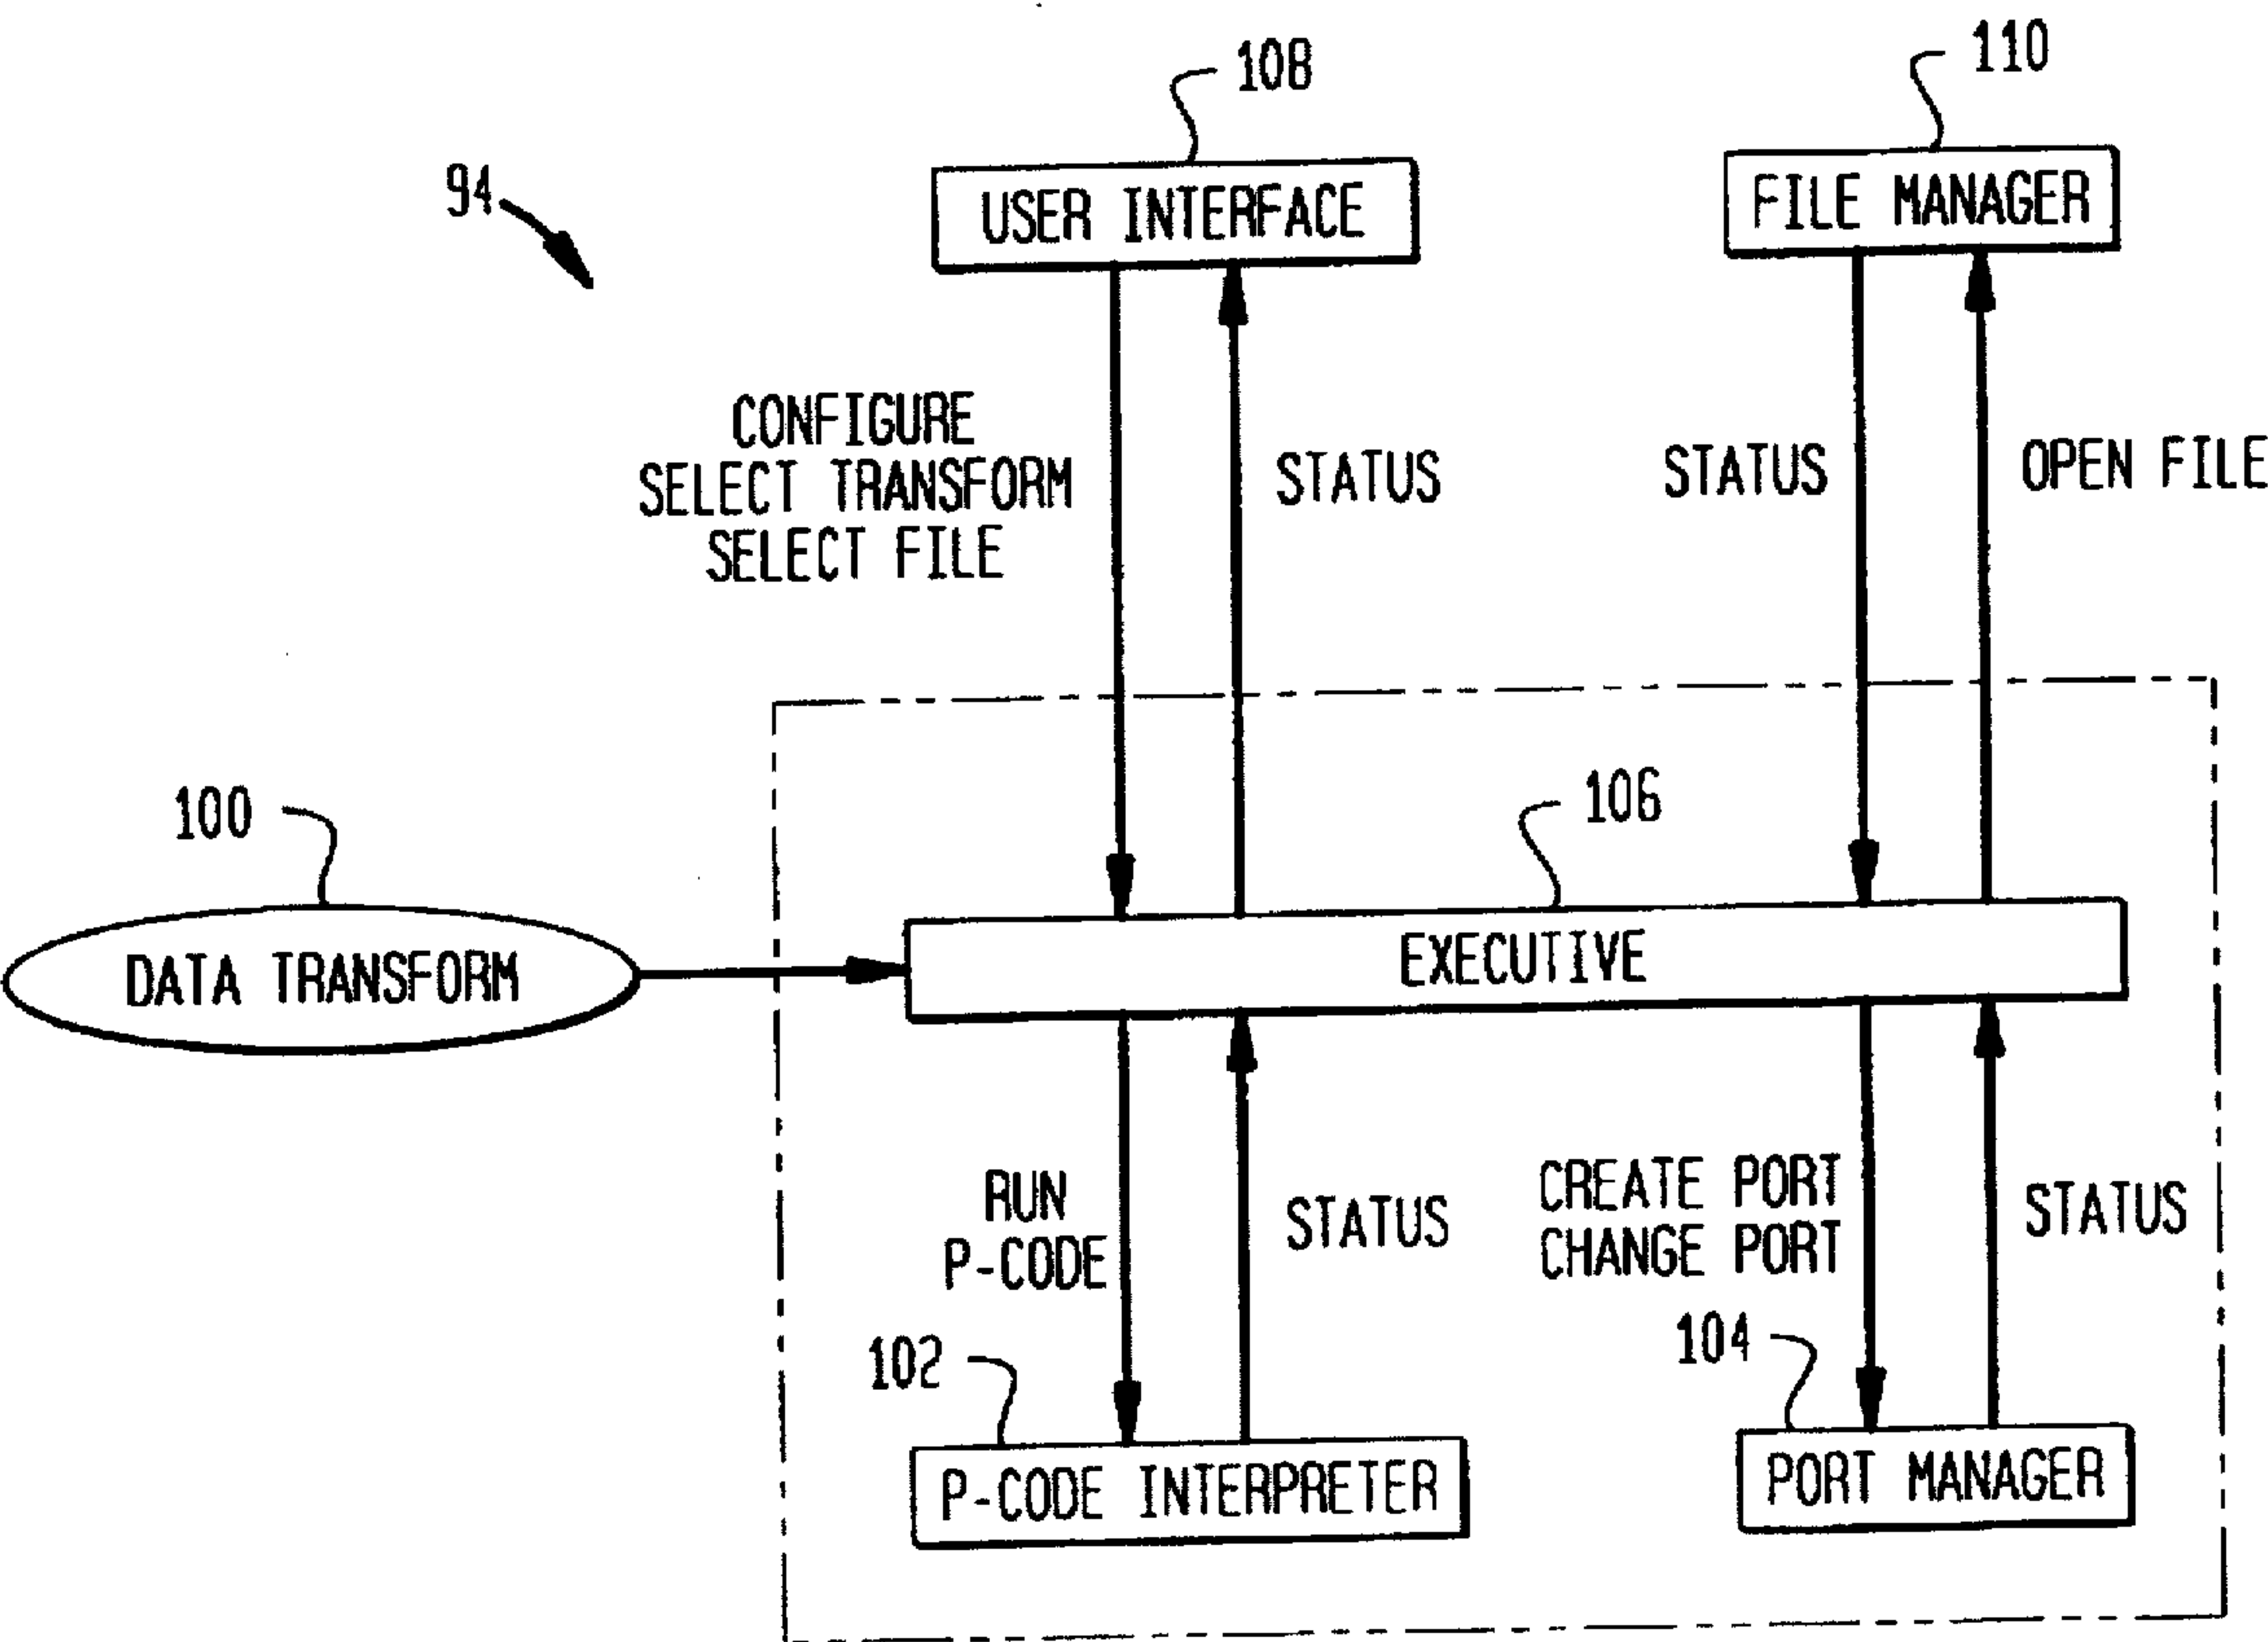 108
110
94
USER INTERFACE
FILE MANAGER
CONFIGURE
SELECT TRANSFORM
SELECT FILE
STATUS
STATUS
OPEN FILE
100
106
DATA TRANSFORM
EXECUTIVE
RUN
P-CODE
STATUS
CREATE PORT
CHANGE PORT
STATUS
102
104
P-CODE INTERPRETER
PORT MANAGER